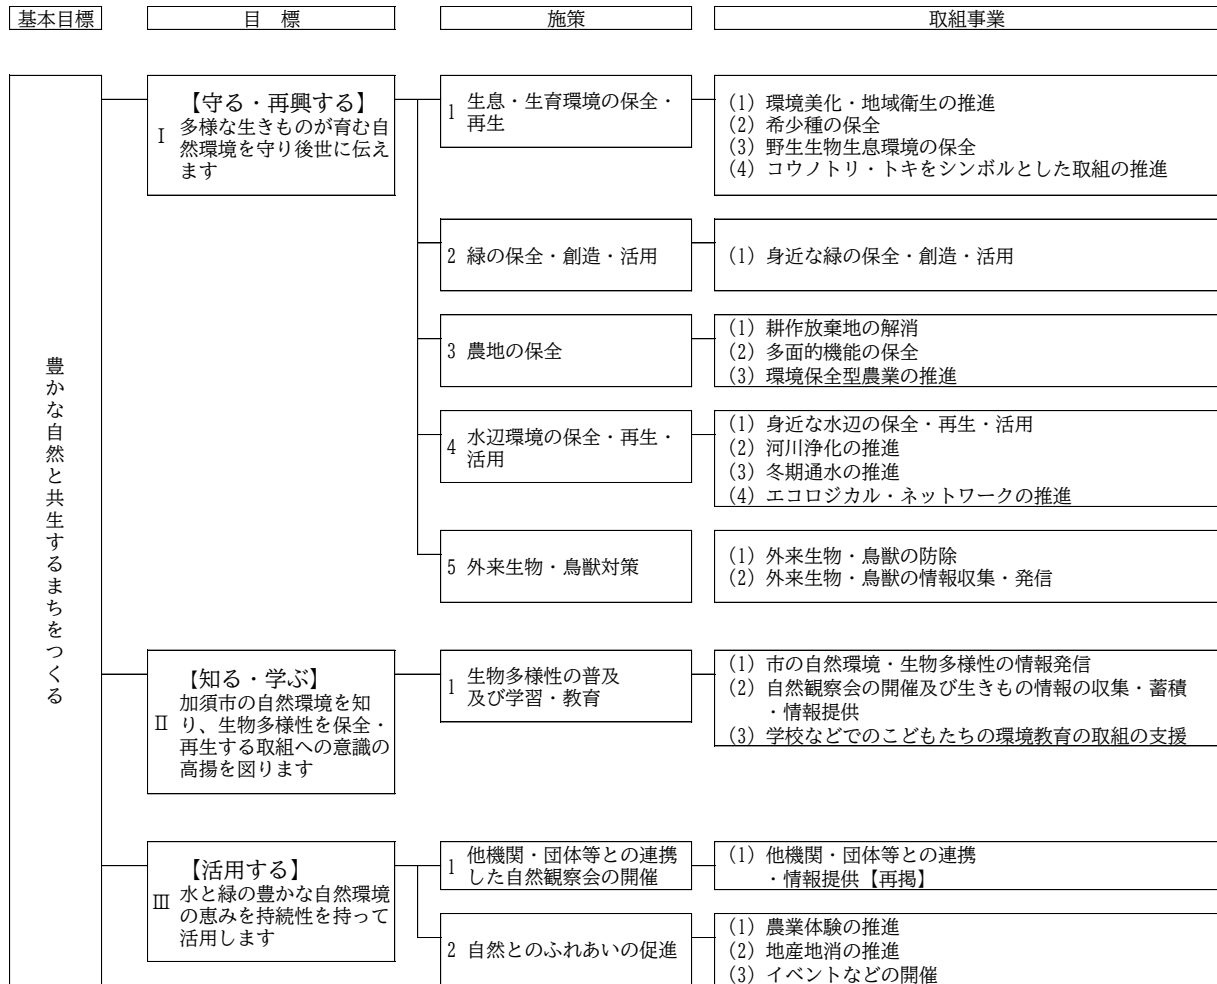 基本目標
目　標
施策
取組事業
豊かな自然と共生するまちをつくる
【守る・再興する】
Ⅰ 多様な生きものが育む自
然環境を守り後世に伝え
ます
1 生息・生育環境の保全・
再生
(1) 環境美化・地域衛生の推進
(2) 希少種の保全
(3) 野生生物生息環境の保全
(4) コウノトリ・トキをシンボルとした取組の推進
2 緑の保全・創造・活用
(1) 身近な緑の保全・創造・活用
3 農地の保全
(1) 耕作放棄地の解消
(2) 多面的機能の保全
(3) 環境保全型農業の推進
4 水辺環境の保全・再生・
活用
(1) 身近な水辺の保全・再生・活用
(2) 河川浄化の推進
(3) 冬期通水の推進
(4) エコロジカル・ネットワークの推進
5 外来生物・鳥獣対策
(1) 外来生物・鳥獣の防除
(2) 外来生物・鳥獣の情報収集・発信
【知る・学ぶ】
加須市の自然環境を知
Ⅱ り、生物多様性を保全・
再生する取組への意識の
高揚を図ります
1 生物多様性の普及
及び学習・教育
(1) 市の自然環境・生物多様性の情報発信
(2) 自然観察会の開催及び生きもの情報の収集・蓄積
・情報提供
(3) 学校などでのこどもたちの環境教育の取組の支援
【活用する】
Ⅲ 水と緑の豊かな自然環境
の恵みを持続性を持って
活用します
1 他機関・団体等との連携
した自然観察会の開催
(1) 他機関・団体等との連携
・情報提供【再掲】
2 自然とのふれあいの促進
(1) 農業体験の推進
(2) 地産地消の推進
(3) イベントなどの開催